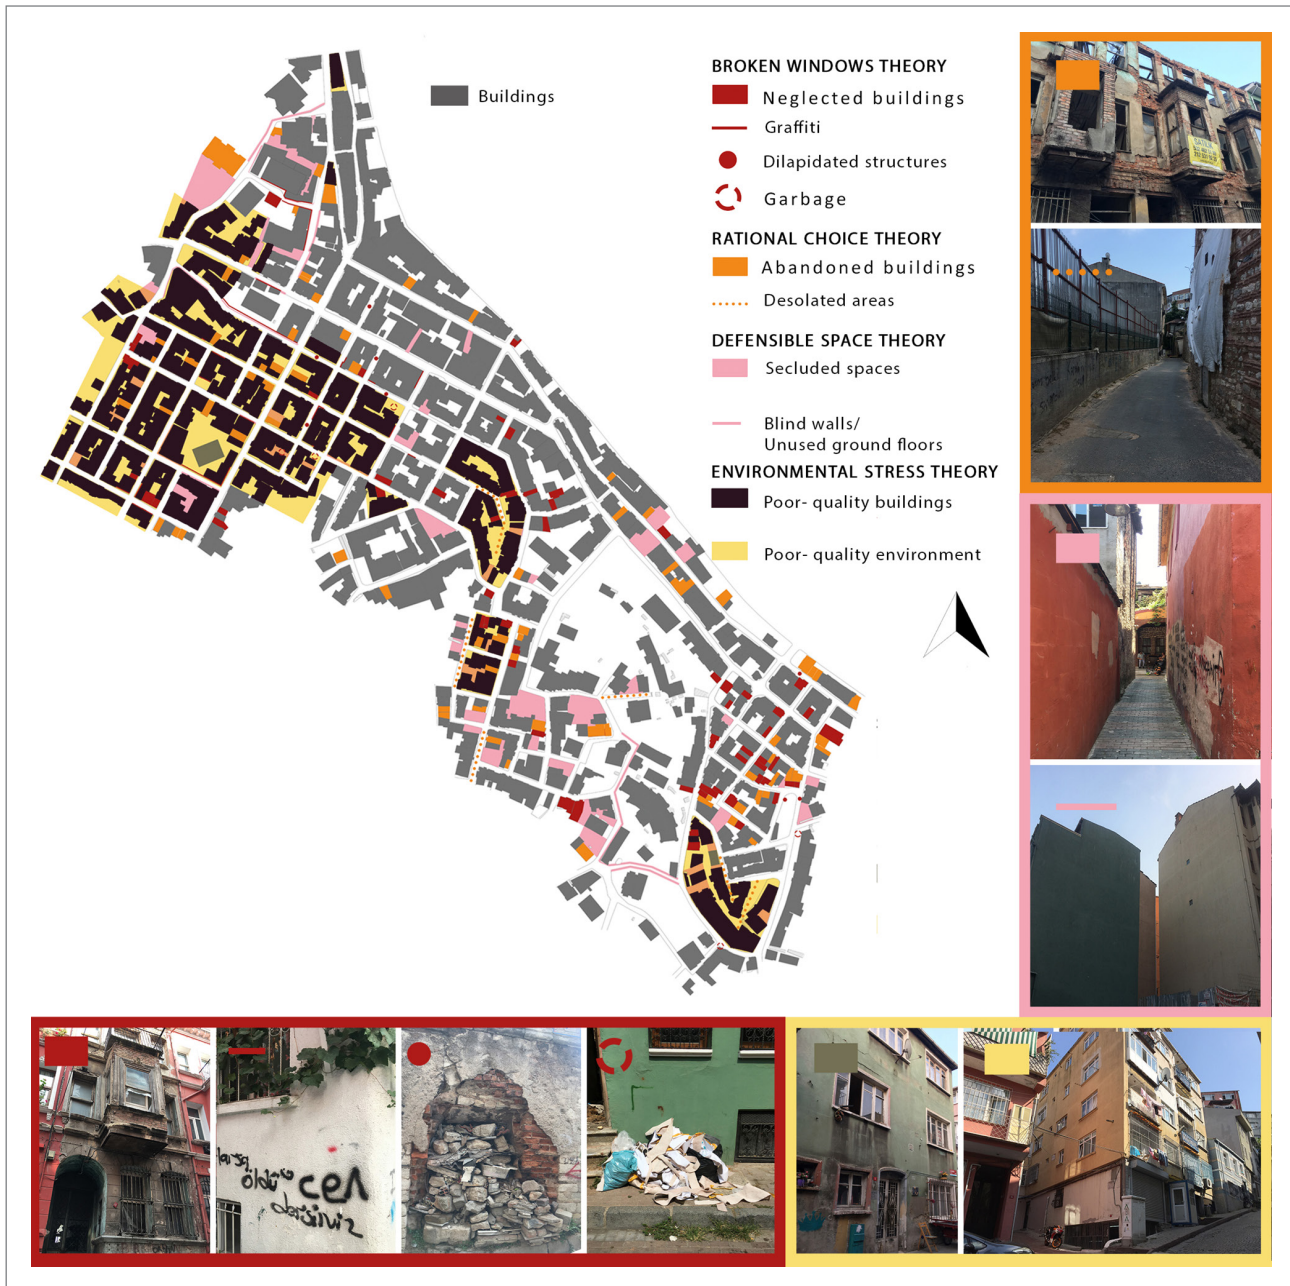 Buildings
BROKEN WINDOWS THEORY
Neglected buildings
Graffiti
Dilapidated structures
Garbage
RATIONAL CHOICE THEORY
Abandoned buildings
Desolated areas
DEFENSIBLE SPACE THEORY
Secluded spaces
Blind walls/
Unused ground floors
ENVIRONMENTAL STRESS THEORY
Poor- quality buildings
Poor- quality environment
öldü
cen